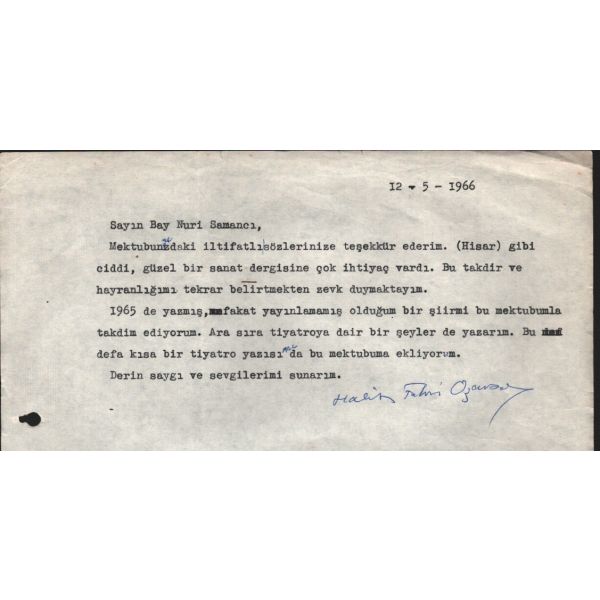 12 - 5 - 1966
Sayın Bay Nuri Samancı,
Mektubunuzdaki iltifatlı sözlerinize teşekkür ederim. (Hisar) gibi
ciddi, güzel bir sanat dergisine çok ihtiyaç vardı. Bu takdir ve
hayranlığımı tekrar belirtmekten zevk duymaktayım.
1965 de yazmış, fakat yayınlamamış olduğum bir şiirmi bu mektubumla
takdim ediyorum. Ara sıra tiyatroya dair bir şeyler de yazarım. Bu
defa kısa bir tiyatro yazısı da bu mektubuma ekliyorum.
Derin saygı ve sevgilerimi sunarım.
Halit Fahri Ozansoy